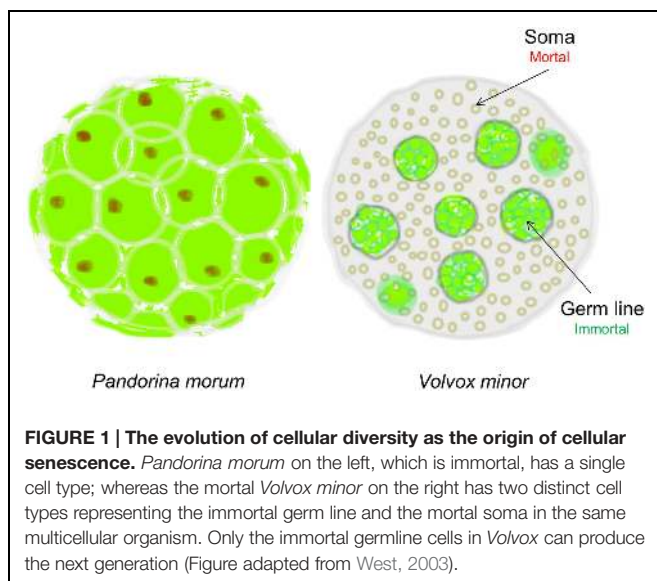 Soma
Mortal
Germ line
Immortal
Pandorina morum
Volvox minor
FIGURE 1 | The evolution of cellular diversity as the origin of cellular
senescence. Pandorina morum on the left, which is immortal, has a single
cell type; whereas the mortal Volvox minor on the right has two distinct cell
types representing the immortal germ line and the mortal soma in the same
multicellular organism. Only the immortal germline cells in Volvox can produce
the next generation (Figure adapted from West, 2003).